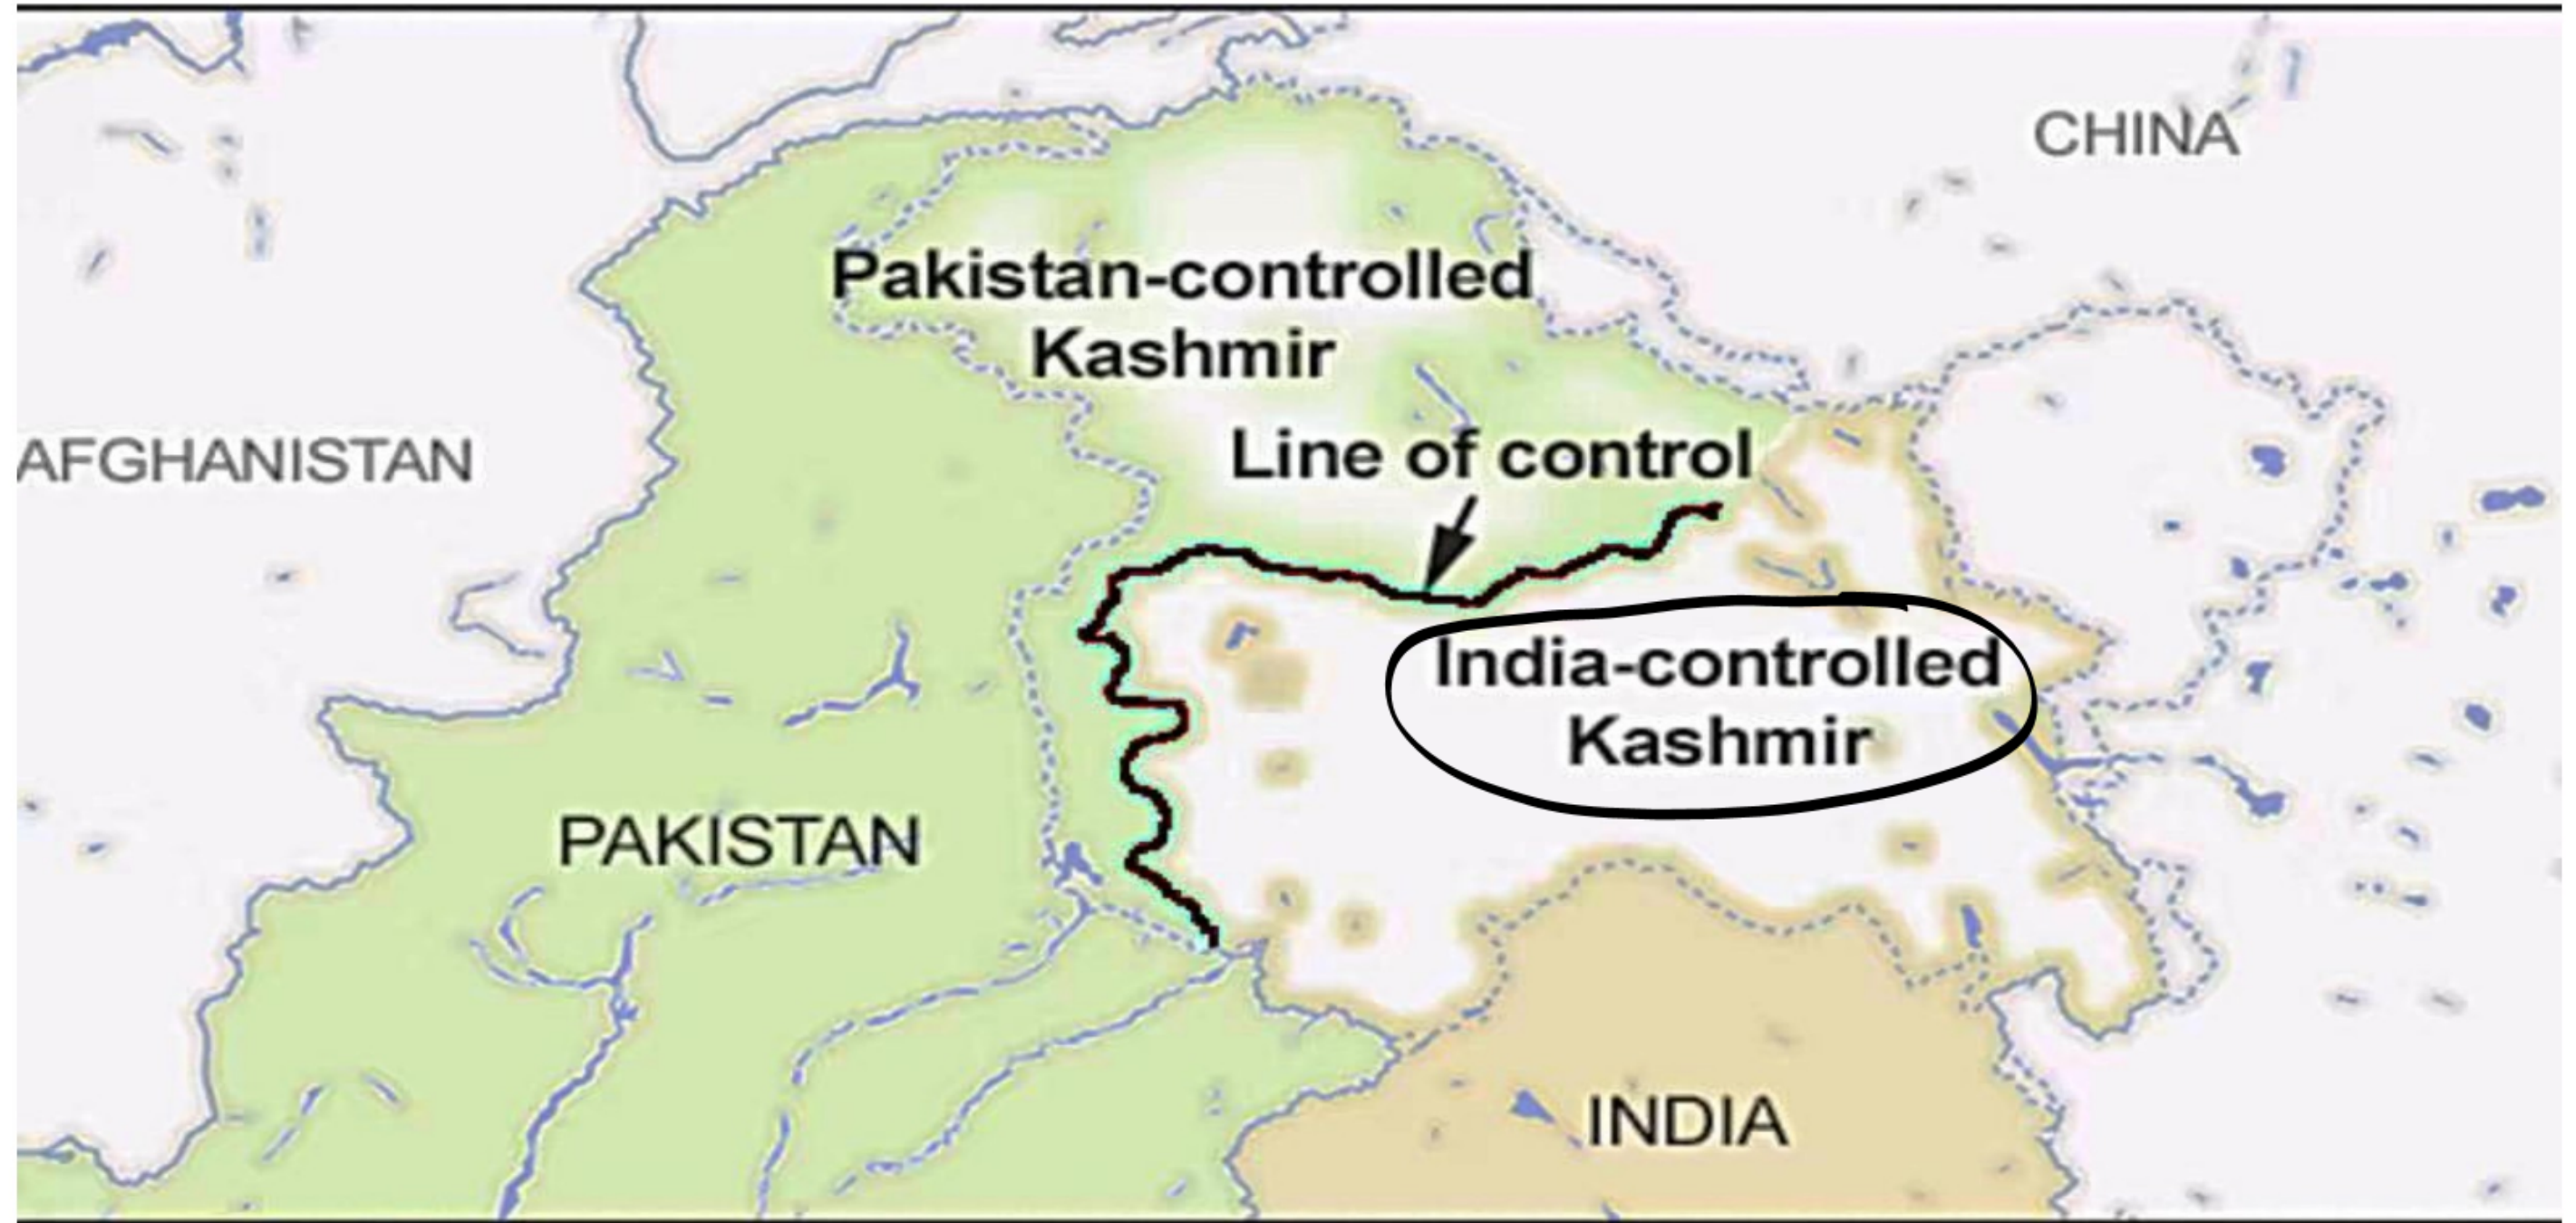 CHINA
Pakistan-controlled
Kashmir
Line of control
AFGHANISTAN
India-controlled
Kashmir
PAKISTAN
INDIA